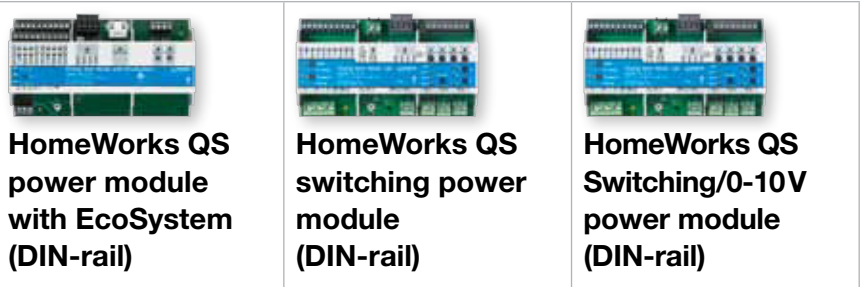 HomeWorks QS
power module
with EcoSystem
(DIN-rail)
HomeWorks QS
switching power
module
(DIN-rail)
HomeWorks QS
Switching/0-10V
power module
(DIN-rail)